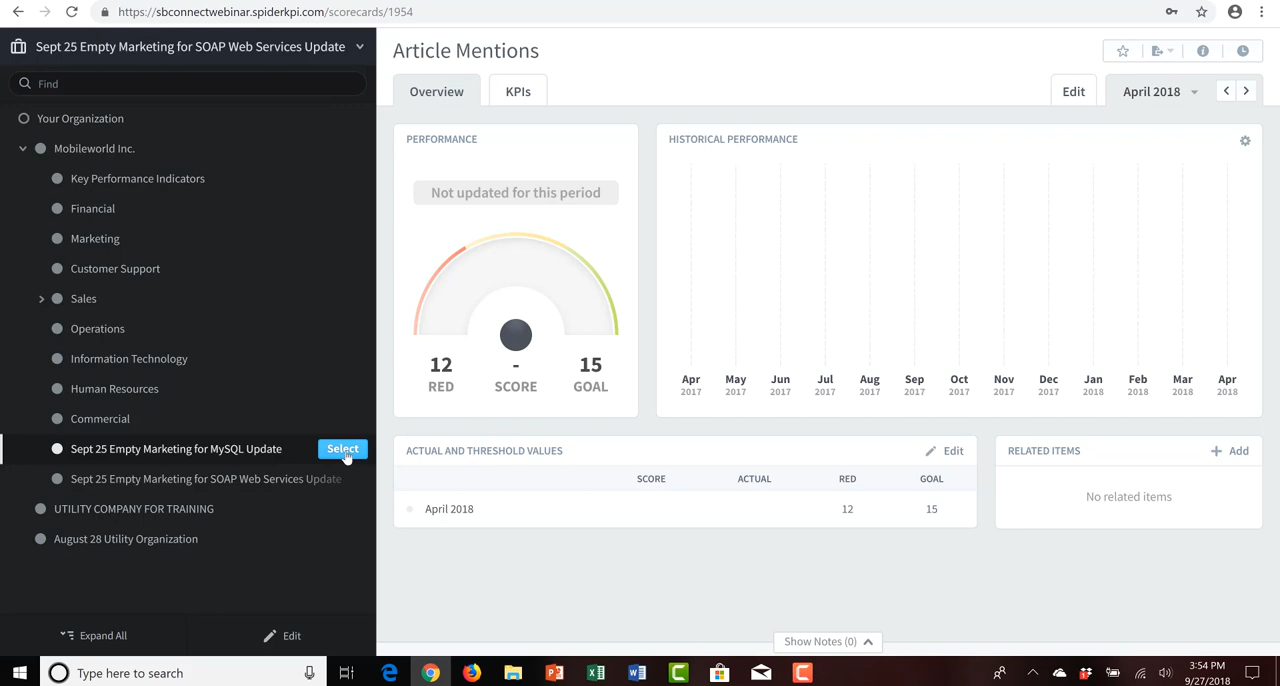 https://sbconnectwebinar.spiderkpi.com/scorecards/1954
Sept 25 Empty Marketing for SOAP Web Services Update
Find
Your Organization
Mobileworld Inc.
Key Performance Indicators
Financial
Marketing
Customer Support
Sales
Operations
Information Technology
Human Resources
Commercial
Sept 25 Empty Marketing for MySQL Update
Select
Sept 25 Empty Marketing for SOAP Web Services Update
UTILITY COMPANY FOR TRAINING
August 28 Utility Organization
Expand All
Edit
Article Mentions
Overview
KPIs
Edit
April 2018
PERFORMANCE
Not updated for this period
12 - 15
RED SCORE GOAL
HISTORICAL PERFORMANCE
Apr May Jun Jul Aug Sep Oct Nov Dec Jan Feb Mar Apr
2017 2017 2017 2017 2017 2017 2017 2017 2017 2018 2018 2018 2018
ACTUAL AND THRESHOLD VALUES
Edit
SCORE ACTUAL RED GOAL
April 2018 12 15
RELATED ITEMS
Add
No related items
Show Notes (0)
Type here to search
3:54 PM
9/27/2018